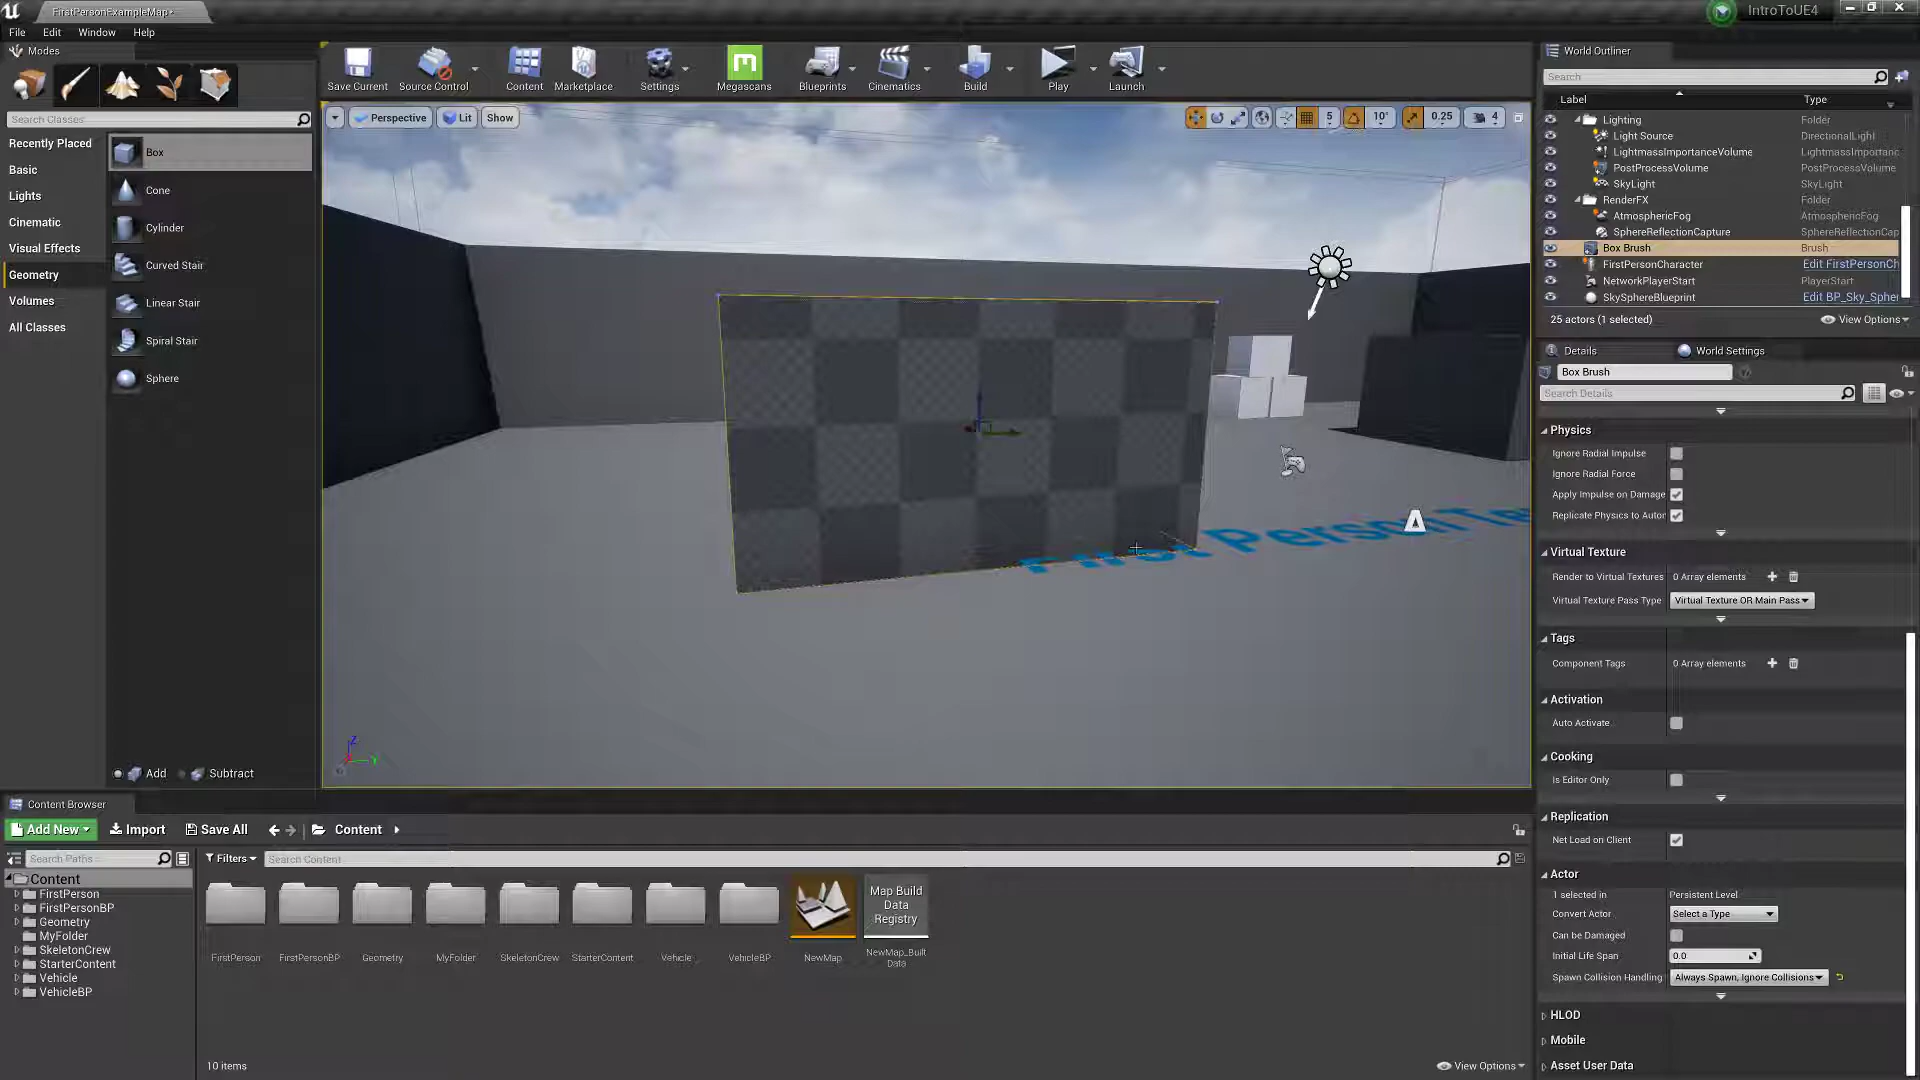 FirstPersonExampleMap*
IntroToUE4
File Edit Window Help
Modes
Search Classes
Recently Placed
Basic
Lights
Cinematic
Visual Effects
Geometry
Volumes
All Classes
Box
Cone
Cylinder
Curved Stair
Linear Stair
Spiral Stair
Sphere
Add Subtract
Save Current Source Control Content Marketplace Settings Megascans Blueprints Cinematics Build Play Launch
Perspective Lit Show
5 10° 0.25 4
World Outliner
Search
Label Type
Lighting Folder
Light Source DirectionalLight
LightmassImportanceVolume LightmassImportanc
PostProcessVolume PostProcessVolume
SkyLight SkyLight
RenderFX Folder
AtmosphericFog AtmosphericFog
SphereReflectionCapture SphereReflectionCap
Box Brush Brush
FirstPersonCharacter Edit FirstPersonCh
NetworkPlayerStart PlayerStart
SkySphereBlueprint Edit BP_Sky_Spher
25 actors (1 selected) View Options
Details World Settings
Box Brush
Search Details
Physics
Ignore Radial Impulse
Ignore Radial Force
Apply Impulse on Damage
Replicate Physics to Auton
Virtual Texture
Render to Virtual Textures 0 Array elements
Virtual Texture Pass Type Virtual Texture OR Main Pass
Tags
Component Tags 0 Array elements
Activation
Auto Activate
Cooking
Is Editor Only
Replication
Net Load on Client
Actor
1 selected in Persistent Level
Convert Actor Select a Type
Can be Damaged
Initial Life Span 0.0
Spawn Collision Handling Always Spawn, Ignore Collisions
HLOD
Mobile
Asset User Data
First Person Te
Z
Y
Content Browser
Add New Import Save All Content
Search Paths
Filters Search Content
Content
FirstPerson
FirstPersonBP
Geometry
MyFolder
SkeletonCrew
StarterContent
Vehicle
VehicleBP
Map Build
Data
Registry
FirstPerson FirstPersonBP Geometry MyFolder SkeletonCrew StarterContent Vehicle VehicleBP NewMap NewMap_Built
Data
10 items View Options